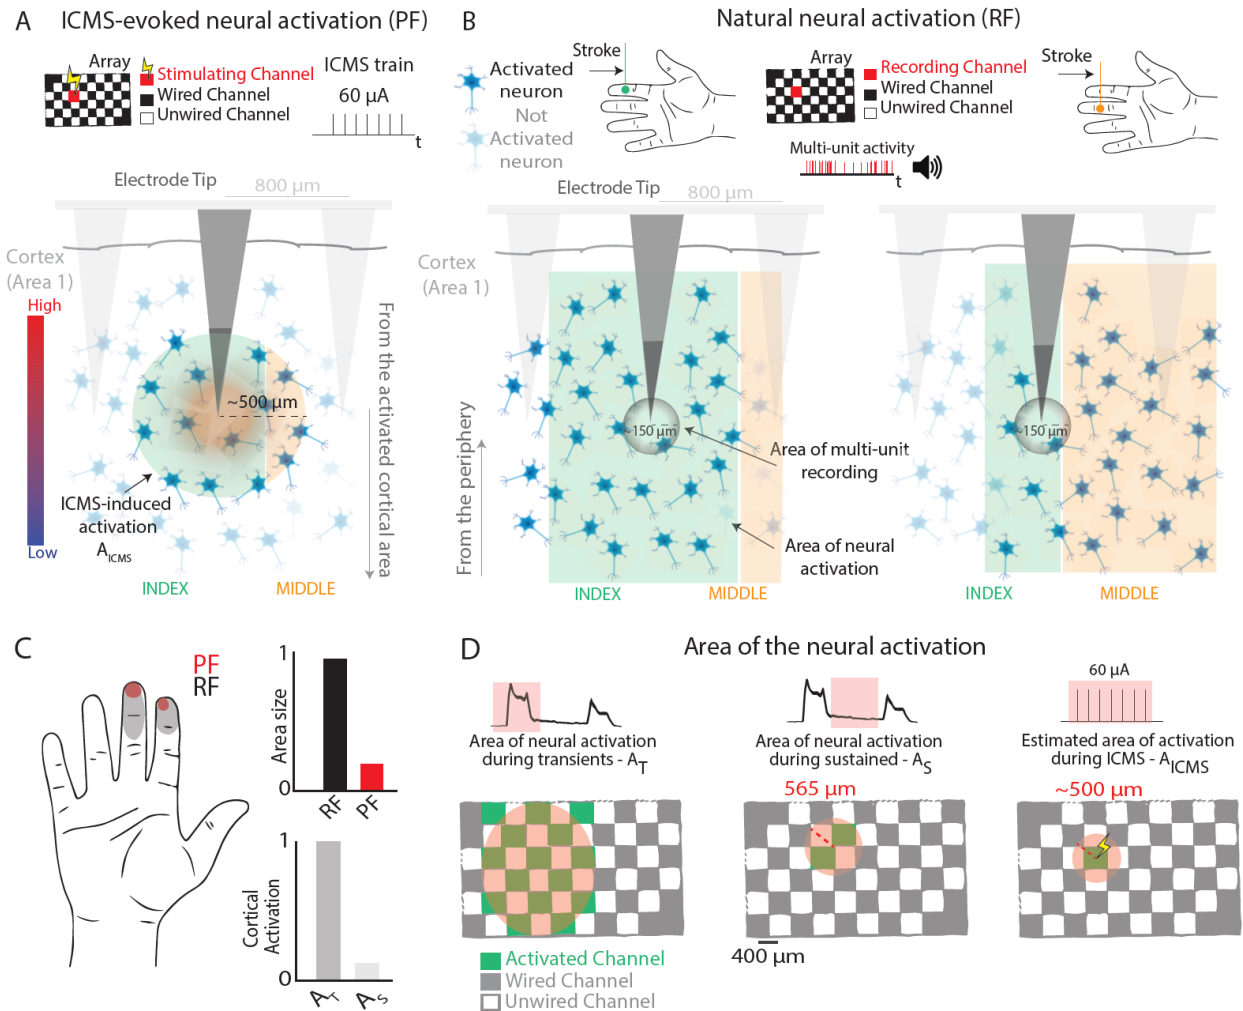 A
ICMS-evoked neural activation (PF)
Array
Stimulating Channel
Wired Channel
Unwired Channel
ICMS train
60 µA
t
Electrode Tip
800 µm
Cortex
(Area 1)
High
Low
~500 µm
ICMS-induced
activation
A_ICMS
From the activated cortical area
INDEX
MIDDLE
B
Natural neural activation (RF)
Activated
neuron
Not
Activated
neuron
Stroke
Array
Recording Channel
Wired Channel
Unwired Channel
Multi-unit activity
t
Stroke
Electrode Tip
800 µm
Cortex
(Area 1)
From the periphery
~150 µm
Area of multi-unit
recording
Area of neural
activation
INDEX
MIDDLE
~150 µm
INDEX
MIDDLE
C
PF
RF
1
Area size
0
RF
PF
1
Cortical
Activation
0
A_T
A_S
D
Area of the neural activation
Area of neural activation
during transients - A_T
Area of neural activation
during sustained - A_S
565 µm
60 µA
Estimated area of activation
during ICMS - A_ICMS
~500 µm
400 µm
Activated Channel
Wired Channel
Unwired Channel